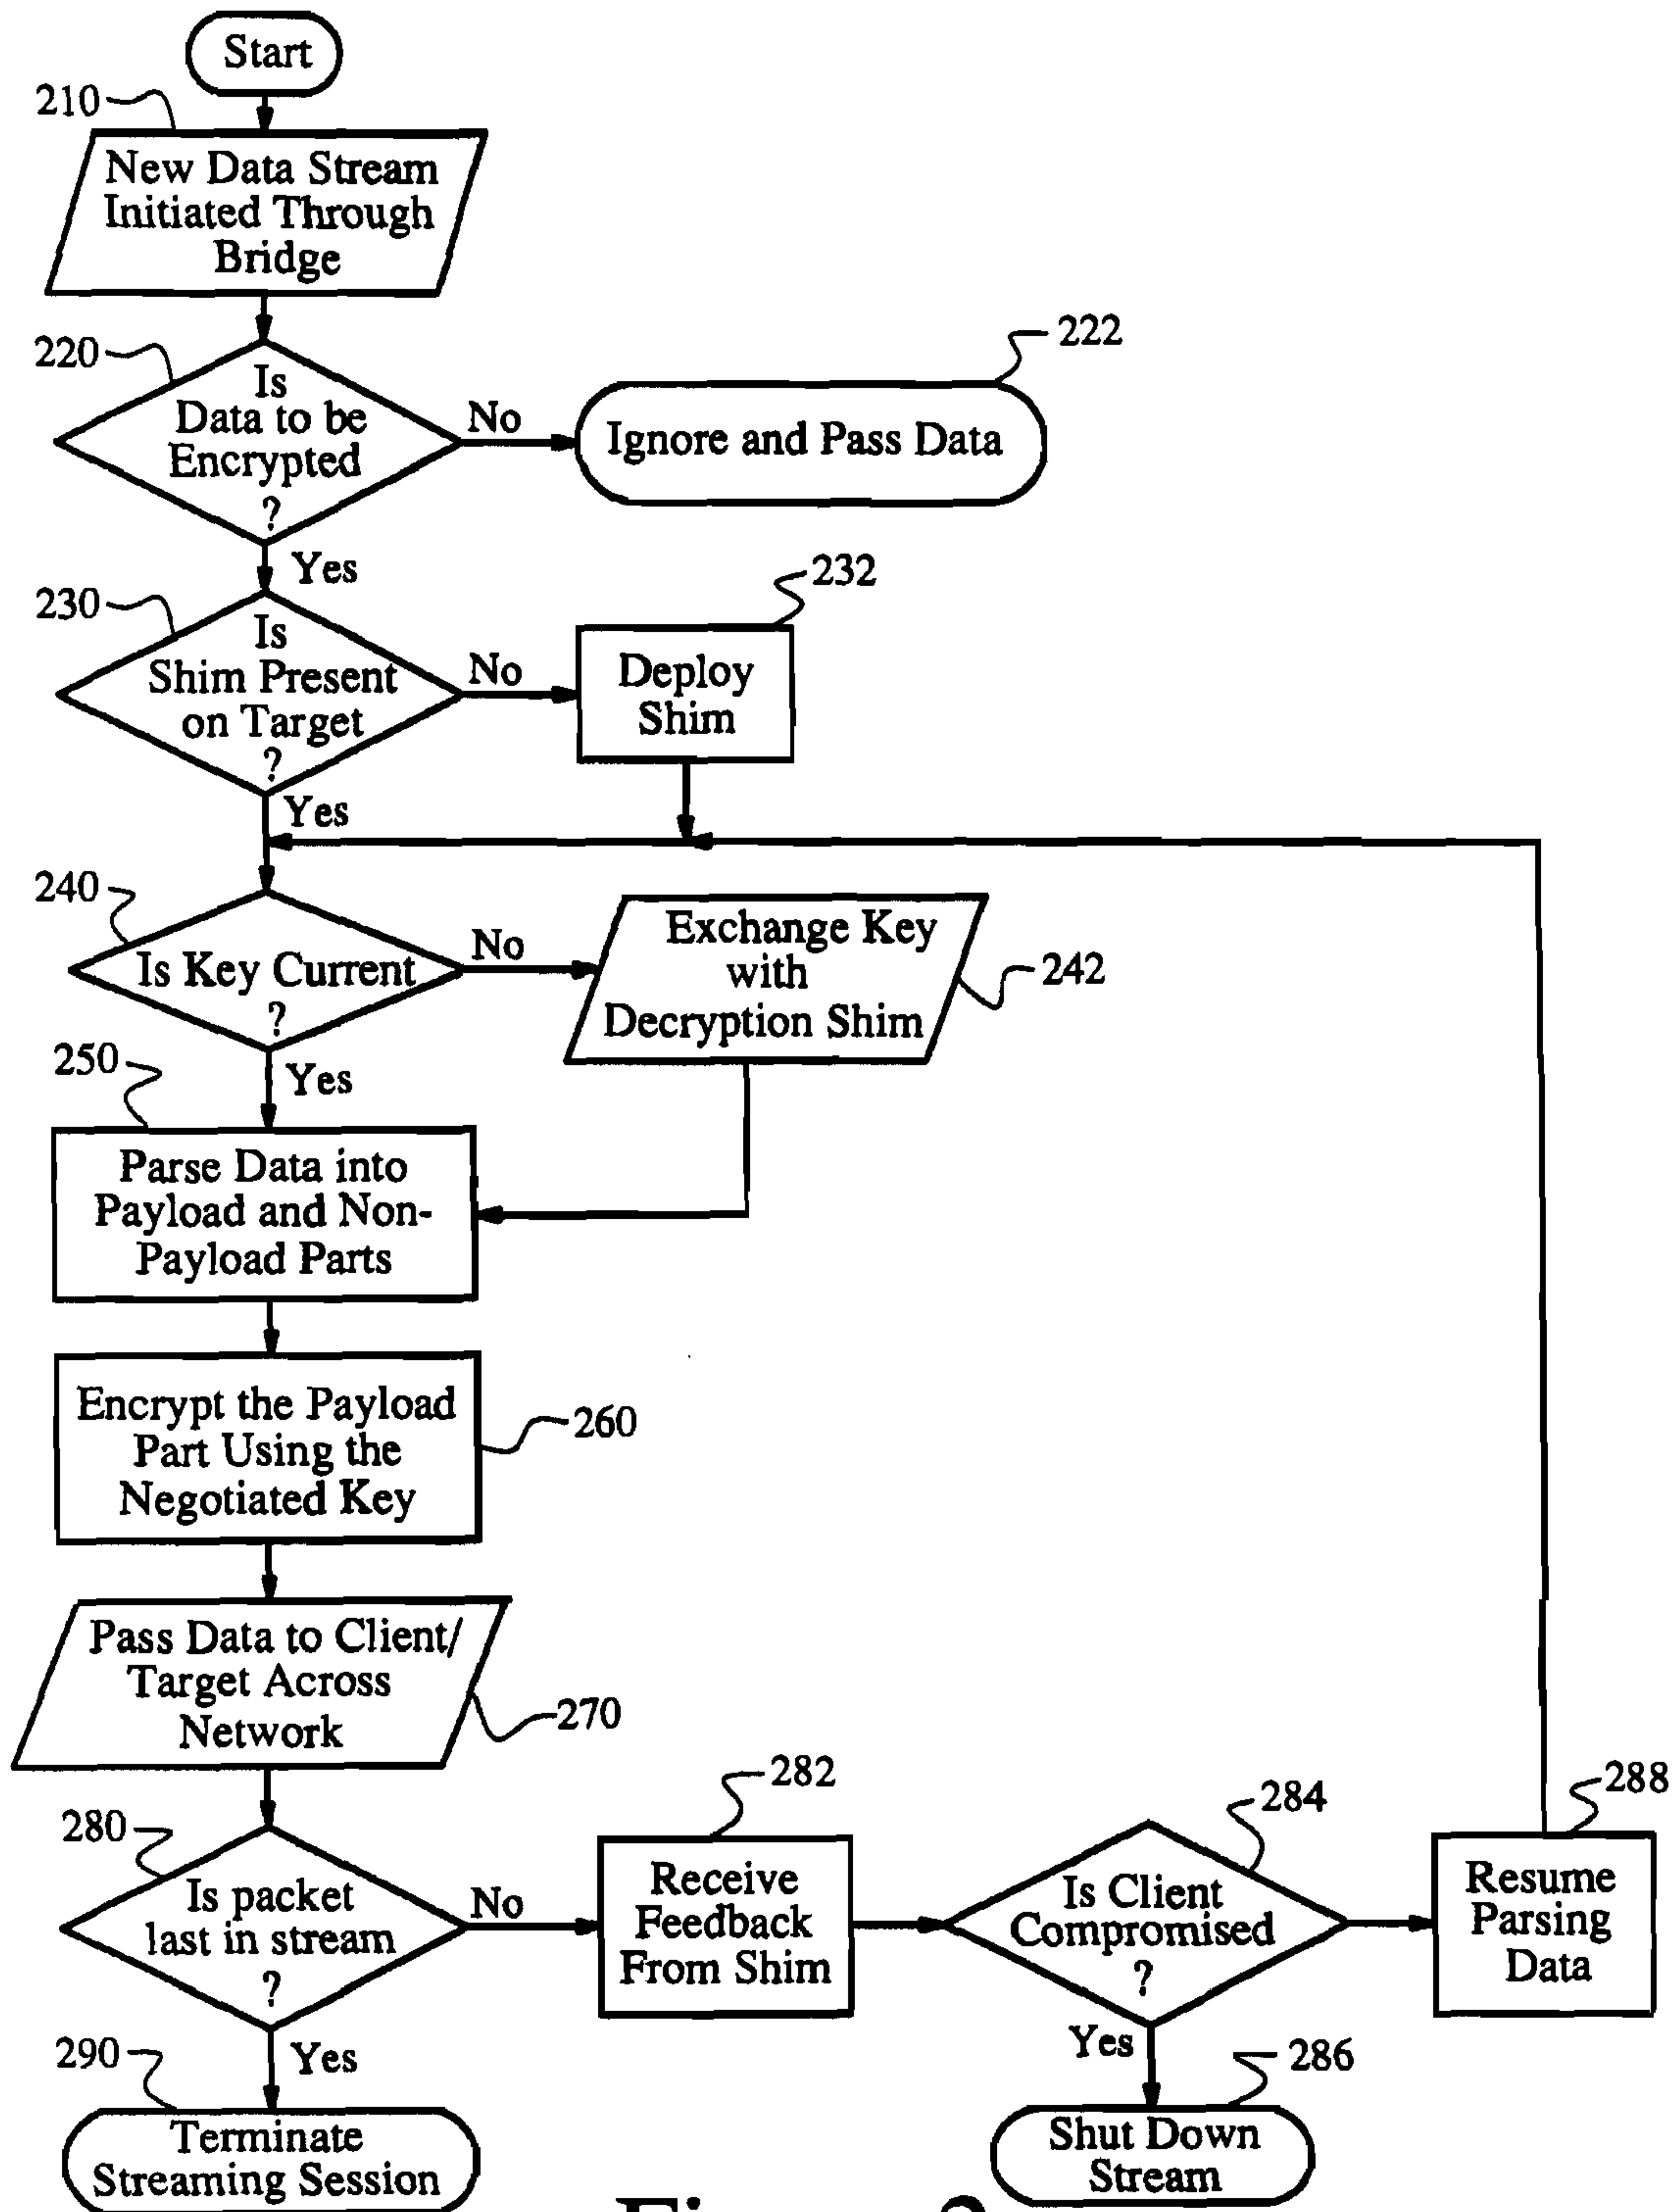 Start
210
New Data Stream
Initiated Through
Bridge
220
Is
Data to be
Encrypted
?
No
222
Ignore and Pass Data
Yes
230
Is
Shim Present
on Target
?
No
232
Deploy
Shim
Yes
240
Is Key Current
?
No
Exchange Key
with
Decryption Shim
242
Yes
250
Parse Data into
Payload and Non-
Payload Parts
Encrypt the Payload
Part Using the
Negotiated Key
260
Pass Data to Client/
Target Across
Network
270
280
Is packet
last in stream
?
No
282
Receive
Feedback
From Shim
284
Is Client
Compromised
?
288
Resume
Parsing
Data
Yes
290
Terminate
Streaming Session
Yes
286
Shut Down
Stream